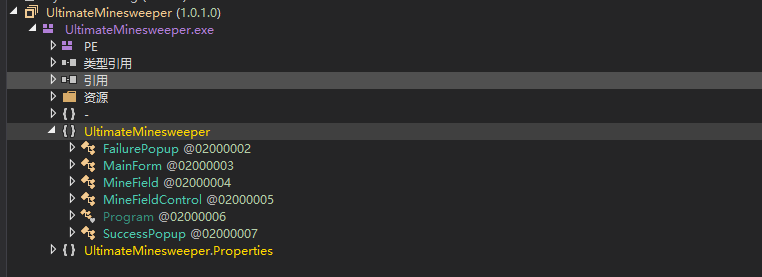 UltimateMinesweeper (1.0.1.0)
UltimateMinesweeper.exe
PE
类型引用
引用
资源
{ } -
{ } UltimateMinesweeper
FailurePopup @02000002
MainForm @02000003
MineField @02000004
MineFieldControl @02000005
Program @02000006
SuccessPopup @02000007
{ } UltimateMinesweeper.Properties